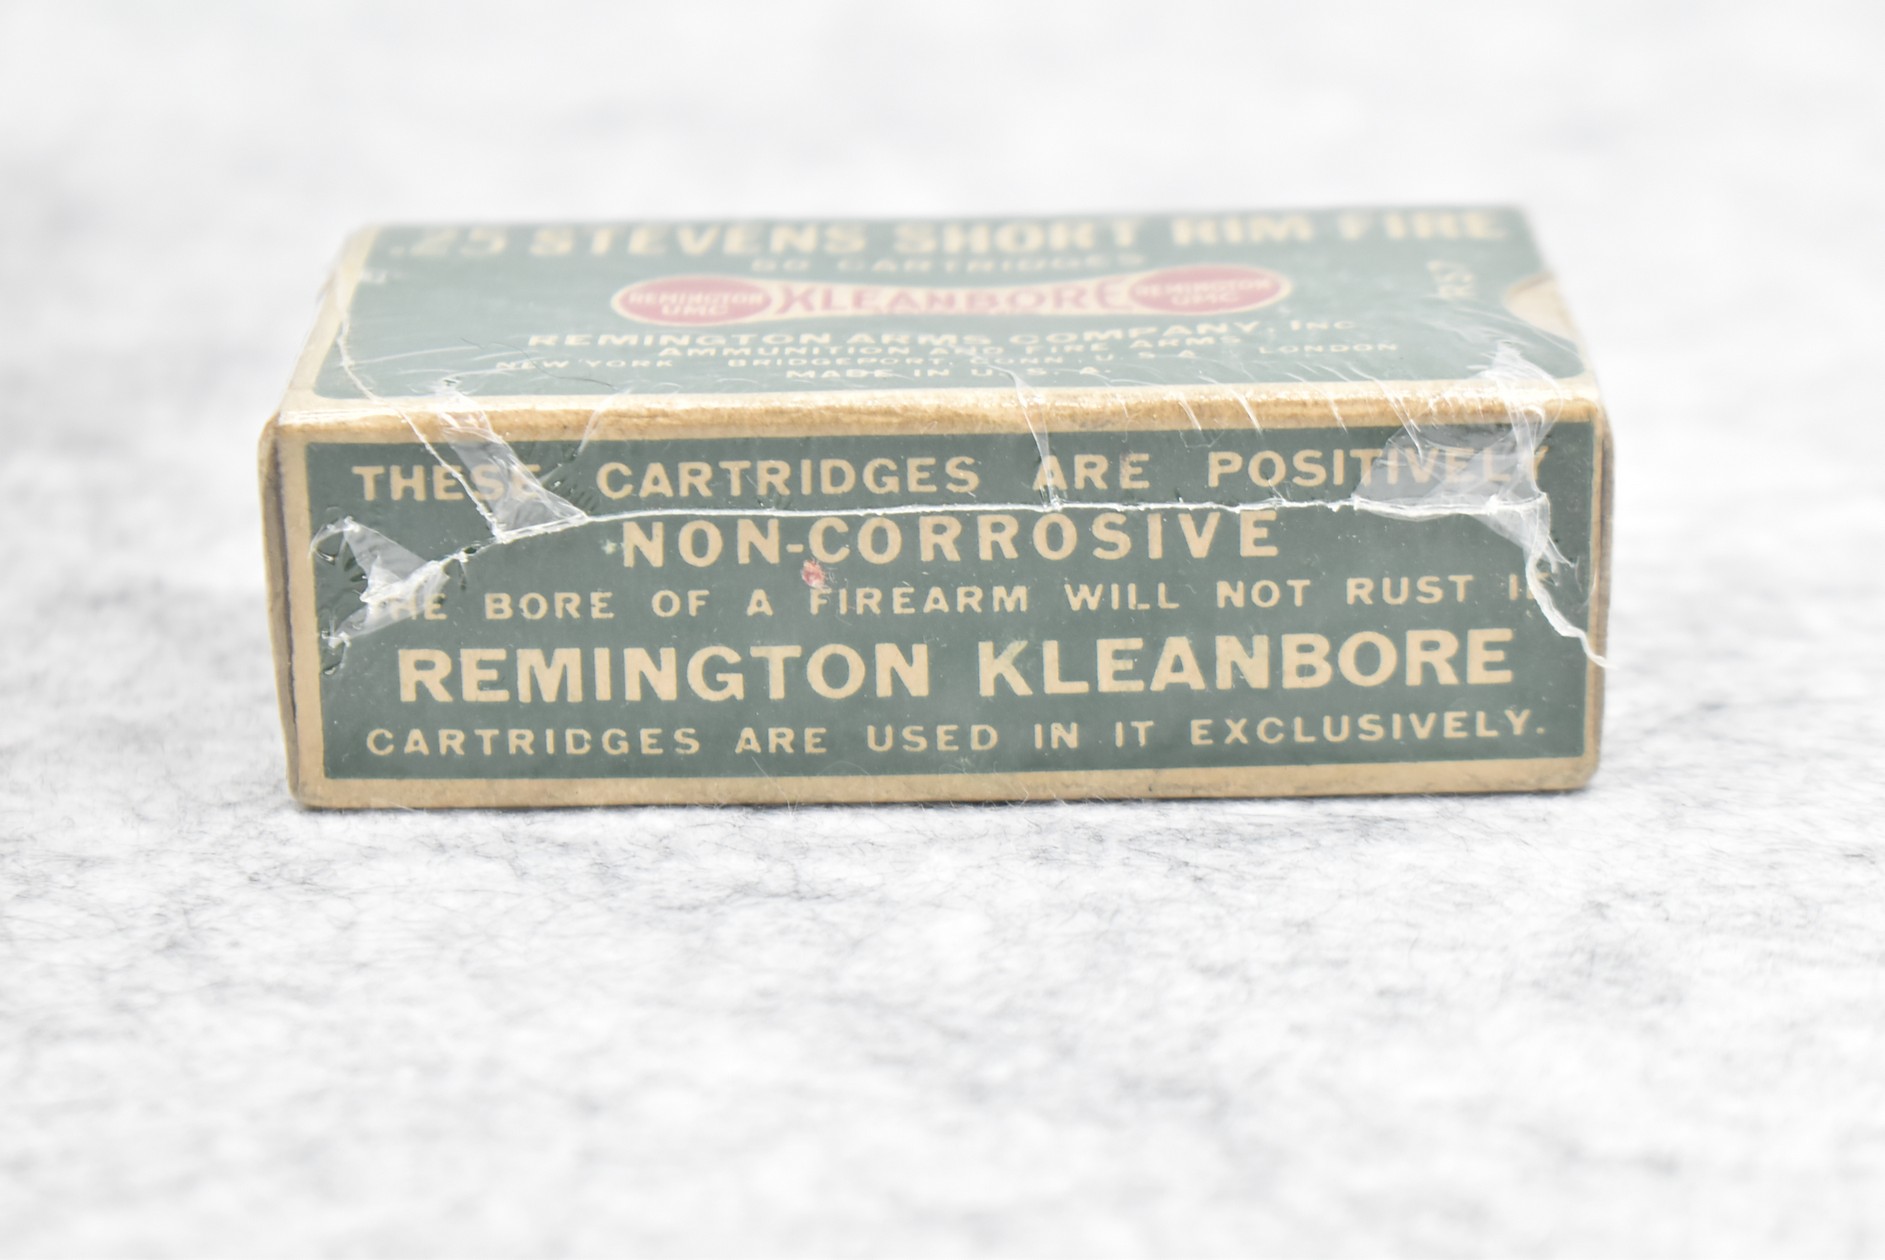 .25 STEVENS SHORT RIM FIRE
50 CARTRIDGES
REMINGTON UMC KLEANBORE REMINGTON UMC
REMINGTON ARMS COMPANY, INC
AMMUNITION AND FIRE ARMS
NEW YORK BRIDGEPORT, CONN. U.S.A. LONDON
MADE IN U.S.A.
THESE CARTRIDGES ARE POSITIVELY
NON-CORROSIVE
THE BORE OF A FIREARM WILL NOT RUST IF
REMINGTON KLEANBORE
CARTRIDGES ARE USED IN IT EXCLUSIVELY.